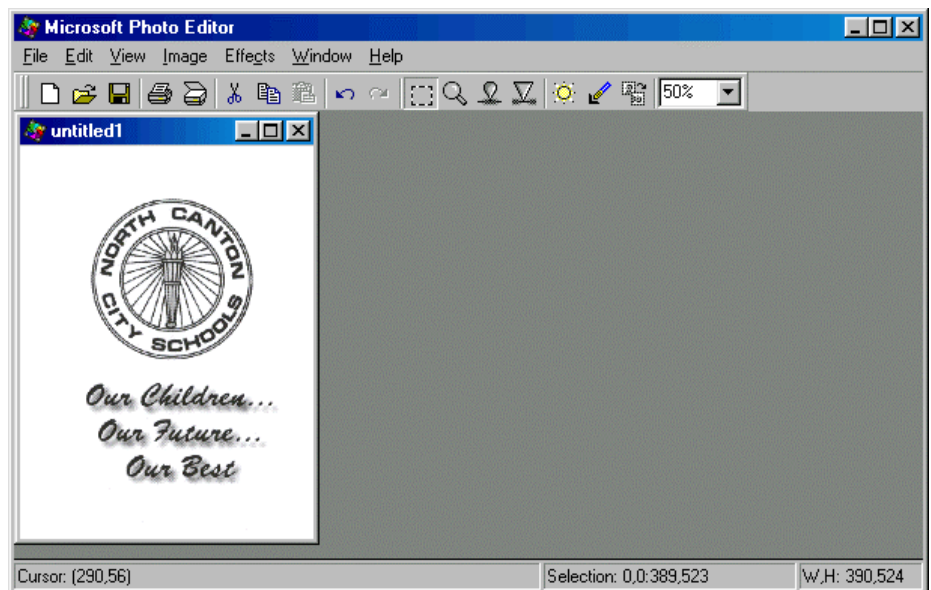 Microsoft Photo Editor
File Edit View Image Effects Window Help
50%
untitled1
NORTH CANTON
CITY SCHOOLS
Our Children...
Our Future...
Our Best
Cursor: (290,56) Selection: 0,0:389,523 W,H: 390,524